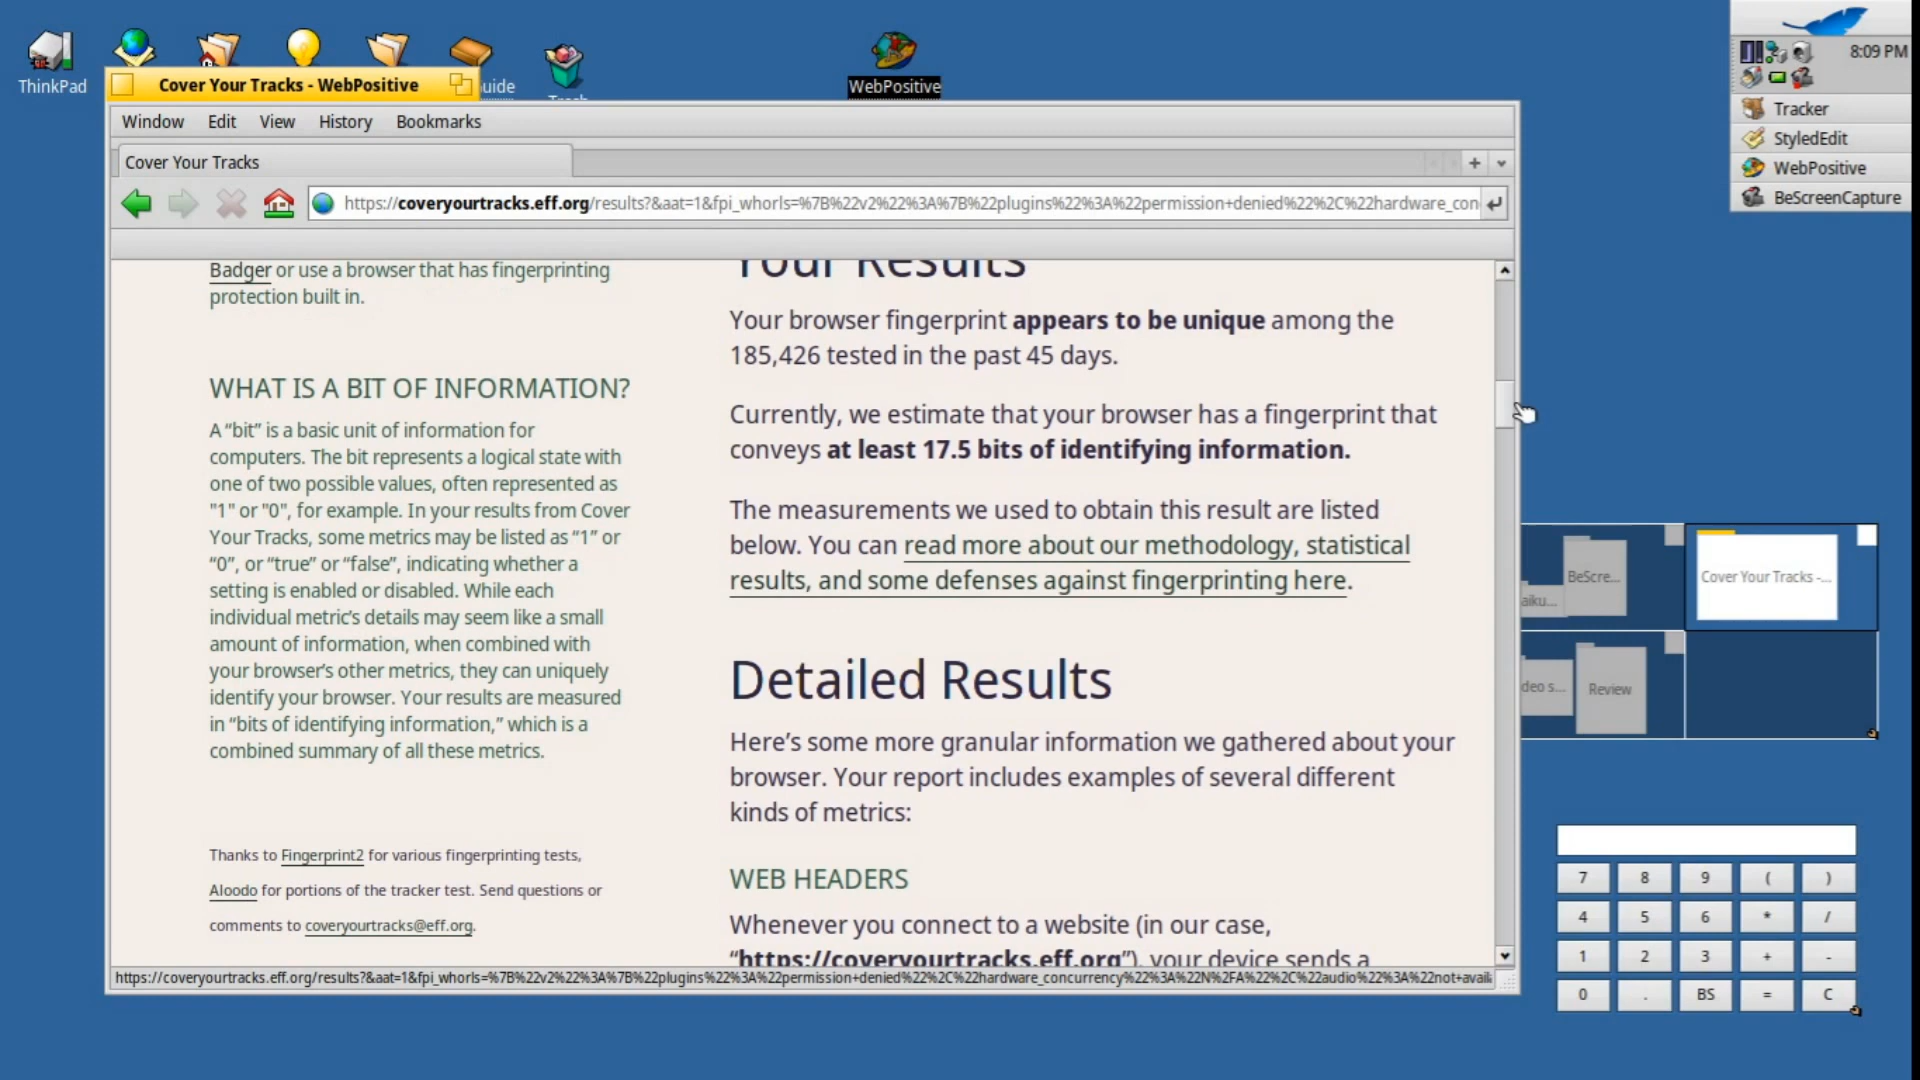 ThinkPad
uide
WebPositive
8:09 PM
Tracker
StyledEdit
WebPositive
BeScreenCapture
Cover Your Tracks - WebPositive
Window Edit View History Bookmarks
Cover Your Tracks
https://coveryourtracks.eff.org/results?&aat=1&fpi_whorls=%7B%22v2%22%3A%7B%22plugins%22%3A%22permission+denied%22%2C%22hardware_con
Badger or use a browser that has fingerprinting
protection built in.
WHAT IS A BIT OF INFORMATION?
A “bit” is a basic unit of information for
computers. The bit represents a logical state with
one of two possible values, often represented as
"1" or "0", for example. In your results from Cover
Your Tracks, some metrics may be listed as “1” or
“0”, or “true” or “false”, indicating whether a
setting is enabled or disabled. While each
individual metric’s details may seem like a small
amount of information, when combined with
your browser’s other metrics, they can uniquely
identify your browser. Your results are measured
in “bits of identifying information,” which is a
combined summary of all these metrics.
Thanks to Fingerprint2 for various fingerprinting tests,
Aloodo for portions of the tracker test. Send questions or
comments to coveryourtracks@eff.org.
Your Results
Your browser fingerprint appears to be unique among the
185,426 tested in the past 45 days.
Currently, we estimate that your browser has a fingerprint that
conveys at least 17.5 bits of identifying information.
The measurements we used to obtain this result are listed
below. You can read more about our methodology, statistical
results, and some defenses against fingerprinting here.
Detailed Results
Here’s some more granular information we gathered about your
browser. Your report includes examples of several different
kinds of metrics:
WEB HEADERS
Whenever you connect to a website (in our case,
“https://coveryourtracks.eff.org”), your device sends a
https://coveryourtracks.eff.org/results?&aat=1&fpi_whorls=%7B%22v2%22%3A%7B%22plugins%22%3A%22permission+denied%22%2C%22hardware_concurrency%22%3A%22N%2FA%22%2C%22audio%22%3A%22not+avail
BeScre...
aiku...
Cover Your Tracks -...
deo s...
Review
7 8 9 ( )
4 5 6 * /
1 2 3 + -
0 . BS = C